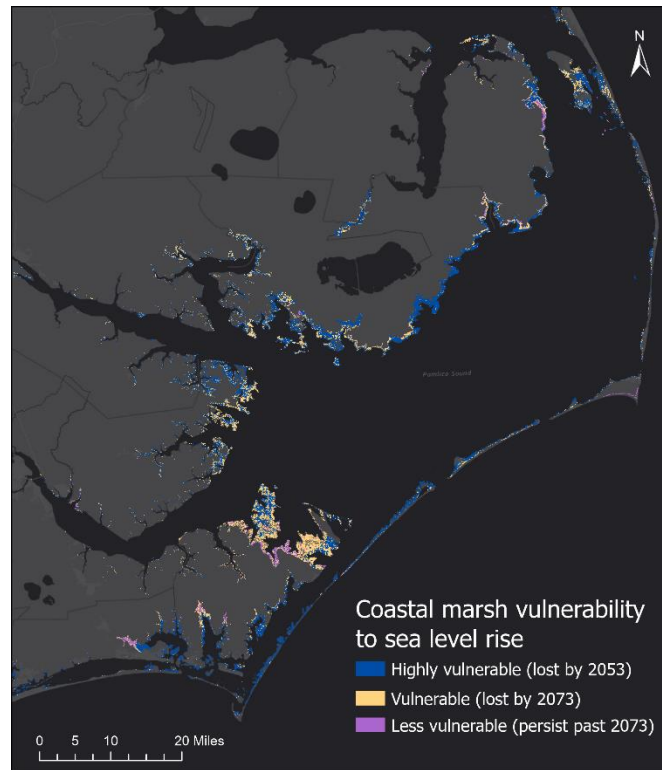 N
Pamlico Sound
Coastal marsh vulnerability
to sea level rise
Highly vulnerable (lost by 2053)
Vulnerable (lost by 2073)
Less vulnerable (persist past 2073)
0 5 10 20 Miles